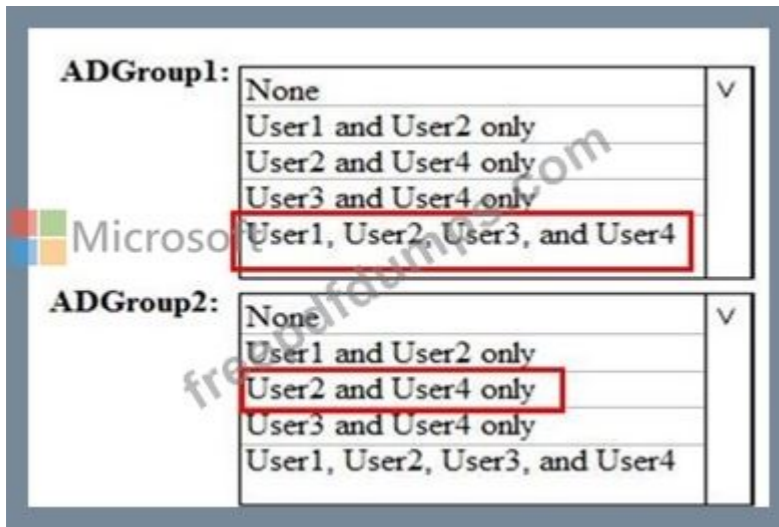 ADGroup1:
None
V
User1 and User2 only
User2 and User4 only
User3 and User4 only
User1, User2, User3, and User4
Microsoft
ADGroup2:
None
V
User1 and User2 only
User2 and User4 only
User3 and User4 only
User1, User2, User3, and User4
freepdfdumps.com